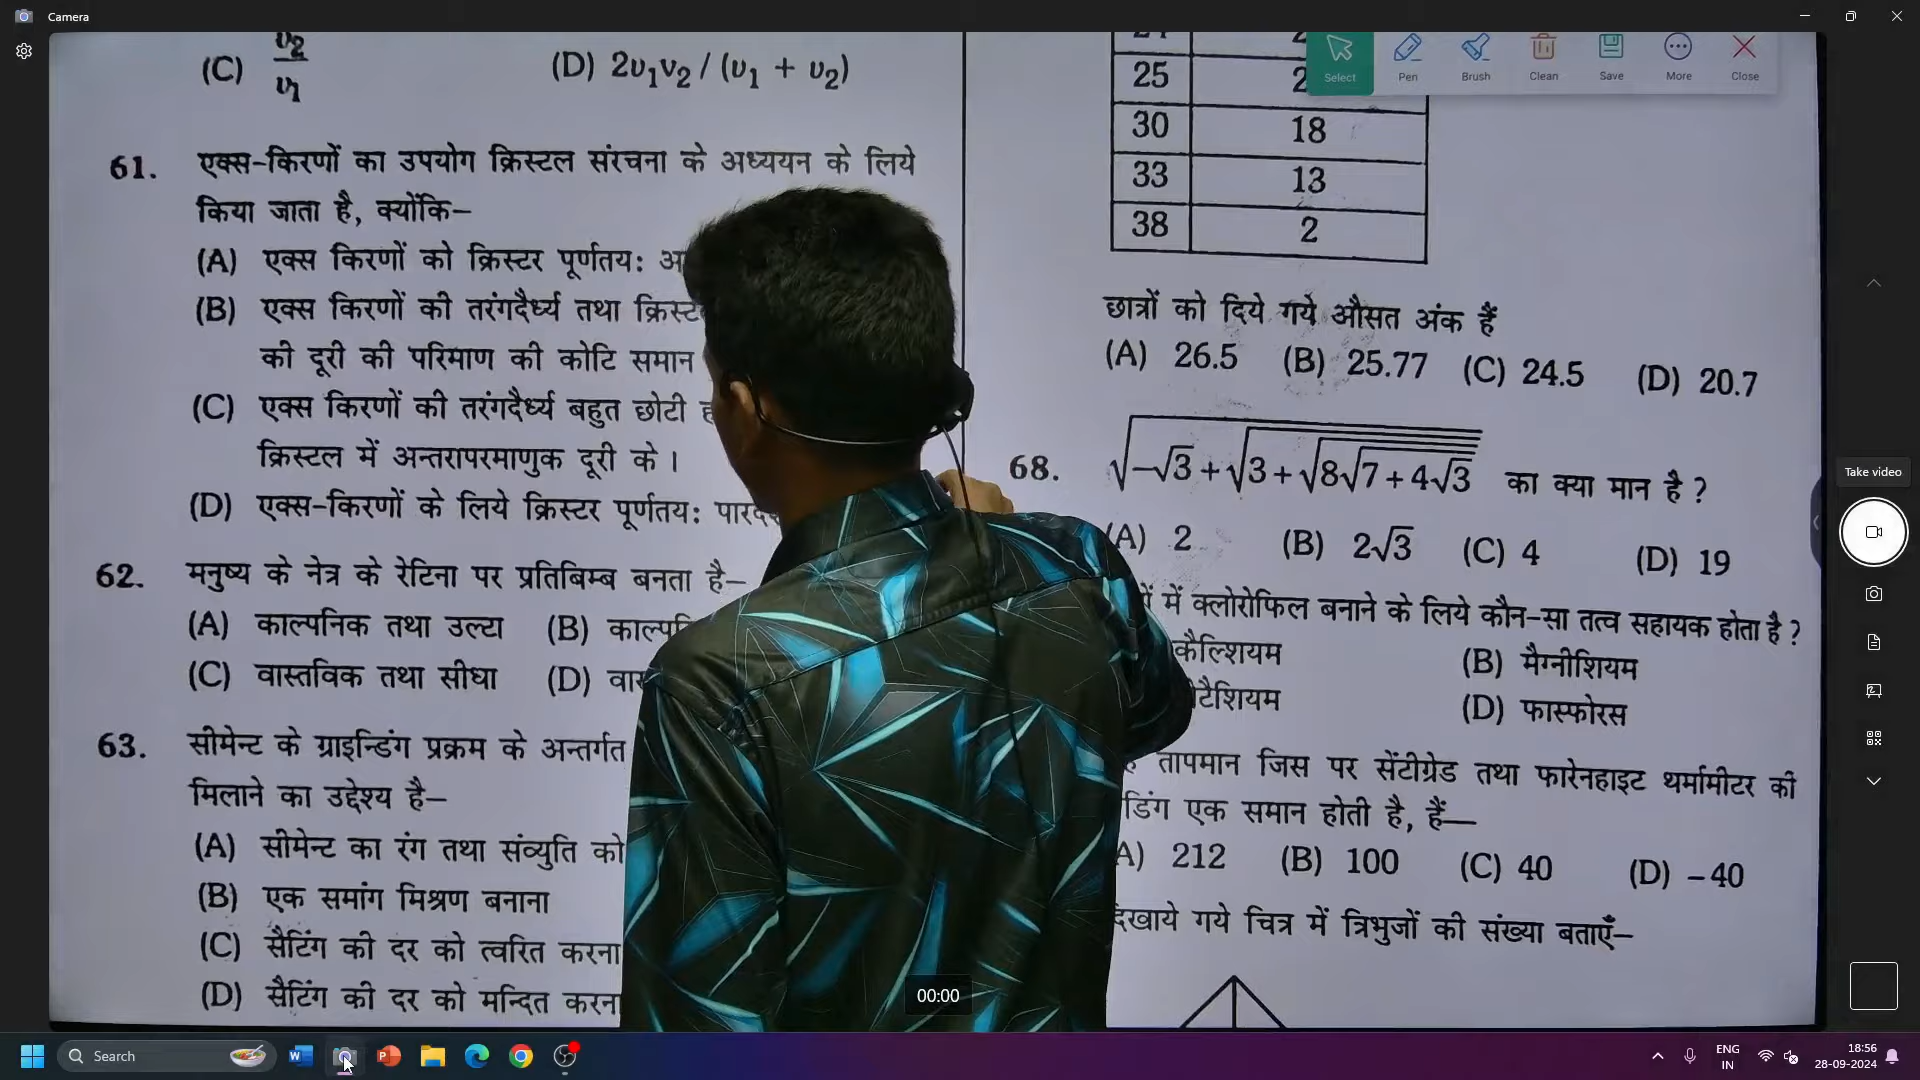 Camera
(C) v₂/v₁ (D) 2υ₁v₂ / (υ₁ + υ₂)
61. एक्स-किरणों का उपयोग क्रिस्टल संरचना के अध्ययन के लिये
किया जाता है, क्योंकि–
(A) एक्स किरणों को क्रिस्टर पूर्णतयः
(B) एक्स किरणों की तरंगदैर्ध्य तथा
की दूरी की परिमाण की कोटि समान
(C) एक्स किरणों की तरंगदैर्ध्य बहुत छोटी
क्रिस्टल में अन्तरापरमाणुक दूरी के ।
(D) एक्स-किरणों के लिये क्रिस्टर पूर्णतयः
62. मनुष्य के नेत्र के रेटिना पर प्रतिबिम्ब बनता है–
(A) काल्पनिक तथा उल्टा (B)
(C) वास्तविक तथा सीधा (D)
63. सीमेन्ट के ग्राइन्डिंग प्रक्रम के अन्तर्गत
मिलाने का उद्देश्य है–
(A) सीमेन्ट का रंग तथा संव्युति को
(B) एक समांग मिश्रण बनाना
(C) सैटिंग की दर को त्वरित करना
(D) सैटिंग की दर को मन्दित करना
25
30 18
33 13
38 2
छात्रों को दिये गये औसत अंक हैं
(A) 26.5 (B) 25.77 (C) 24.5 (D) 20.7
68. √(−√3 + √(3 + √(8√(7 + 4√3)))) का क्या मान है ?
(A) 2 (B) 2√3 (C) 4 (D) 19
में क्लोरोफिल बनाने के लिये कौन-सा तत्व सहायक होता है ?
कैल्शियम (B) मैग्नीशियम
(D) फास्फोरस
तापमान जिस पर सेंटीग्रेड तथा फारेनहाइट थर्मामीटर की
एक समान होती है, हैं—
A) 212 (B) 100 (C) 40 (D) – 40
दिखाये गये चित्र में त्रिभुजों की संख्या बताएँ–
Select Pen Brush Clean Save More Close
Take video
00:00
Search
ENG
IN
18:56
28-09-2024